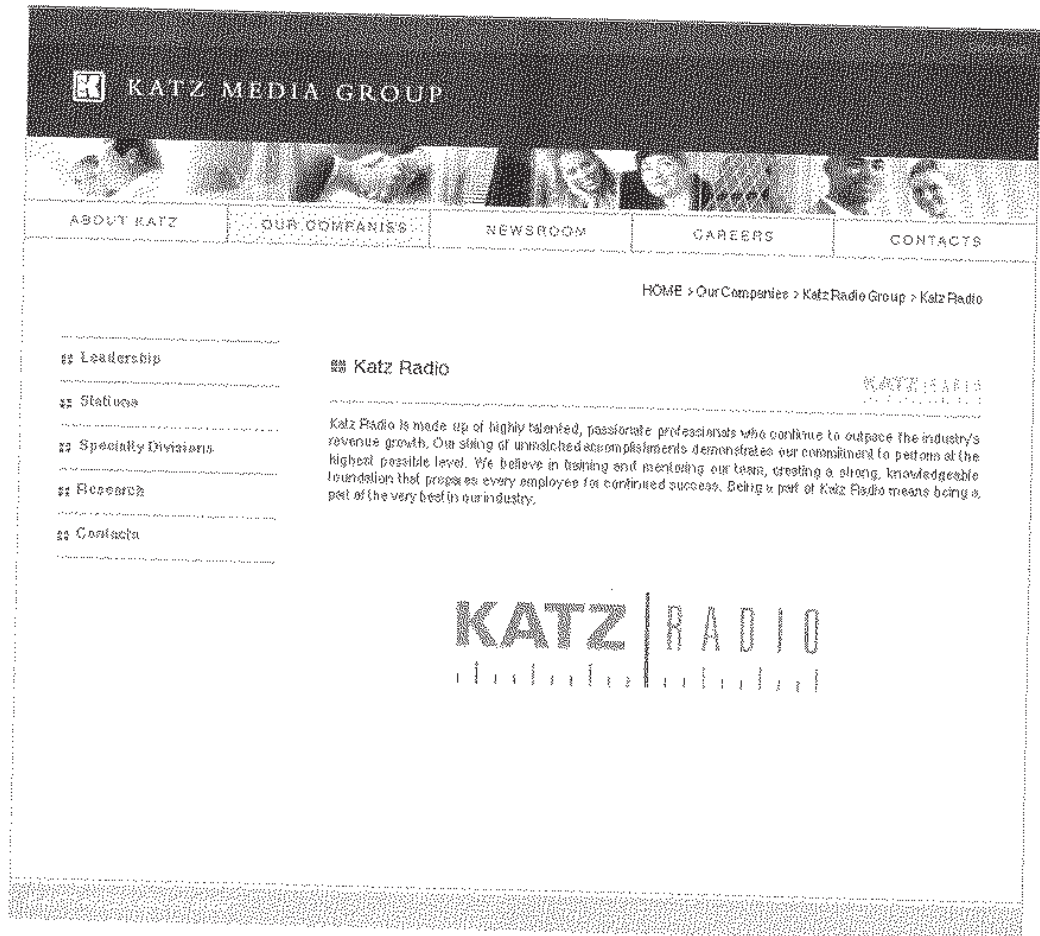 KATZ MEDIA GROUP
ABOUT KATZ
OUR COMPANIES
NEWSROOM
CAREERS
CONTACTS
HOME > Our Companies > Katz Radio Group > Katz Radio
Leadership
Stations
Specialty Divisions
Research
Contacts
Katz Radio
KATZ RADIO
Katz Radio is made up of highly talented, passionate professionals who continue to outpace the industry's
revenue growth. Our string of unmatched accomplishments demonstrates our commitment to perform at the
highest possible level. We believe in training and mentoring our team, creating a strong, knowledgeable
foundation that prepares every employee for continued success. Being a part of Katz Radio means being a
part of the very best in our industry.
KATZ RADIO